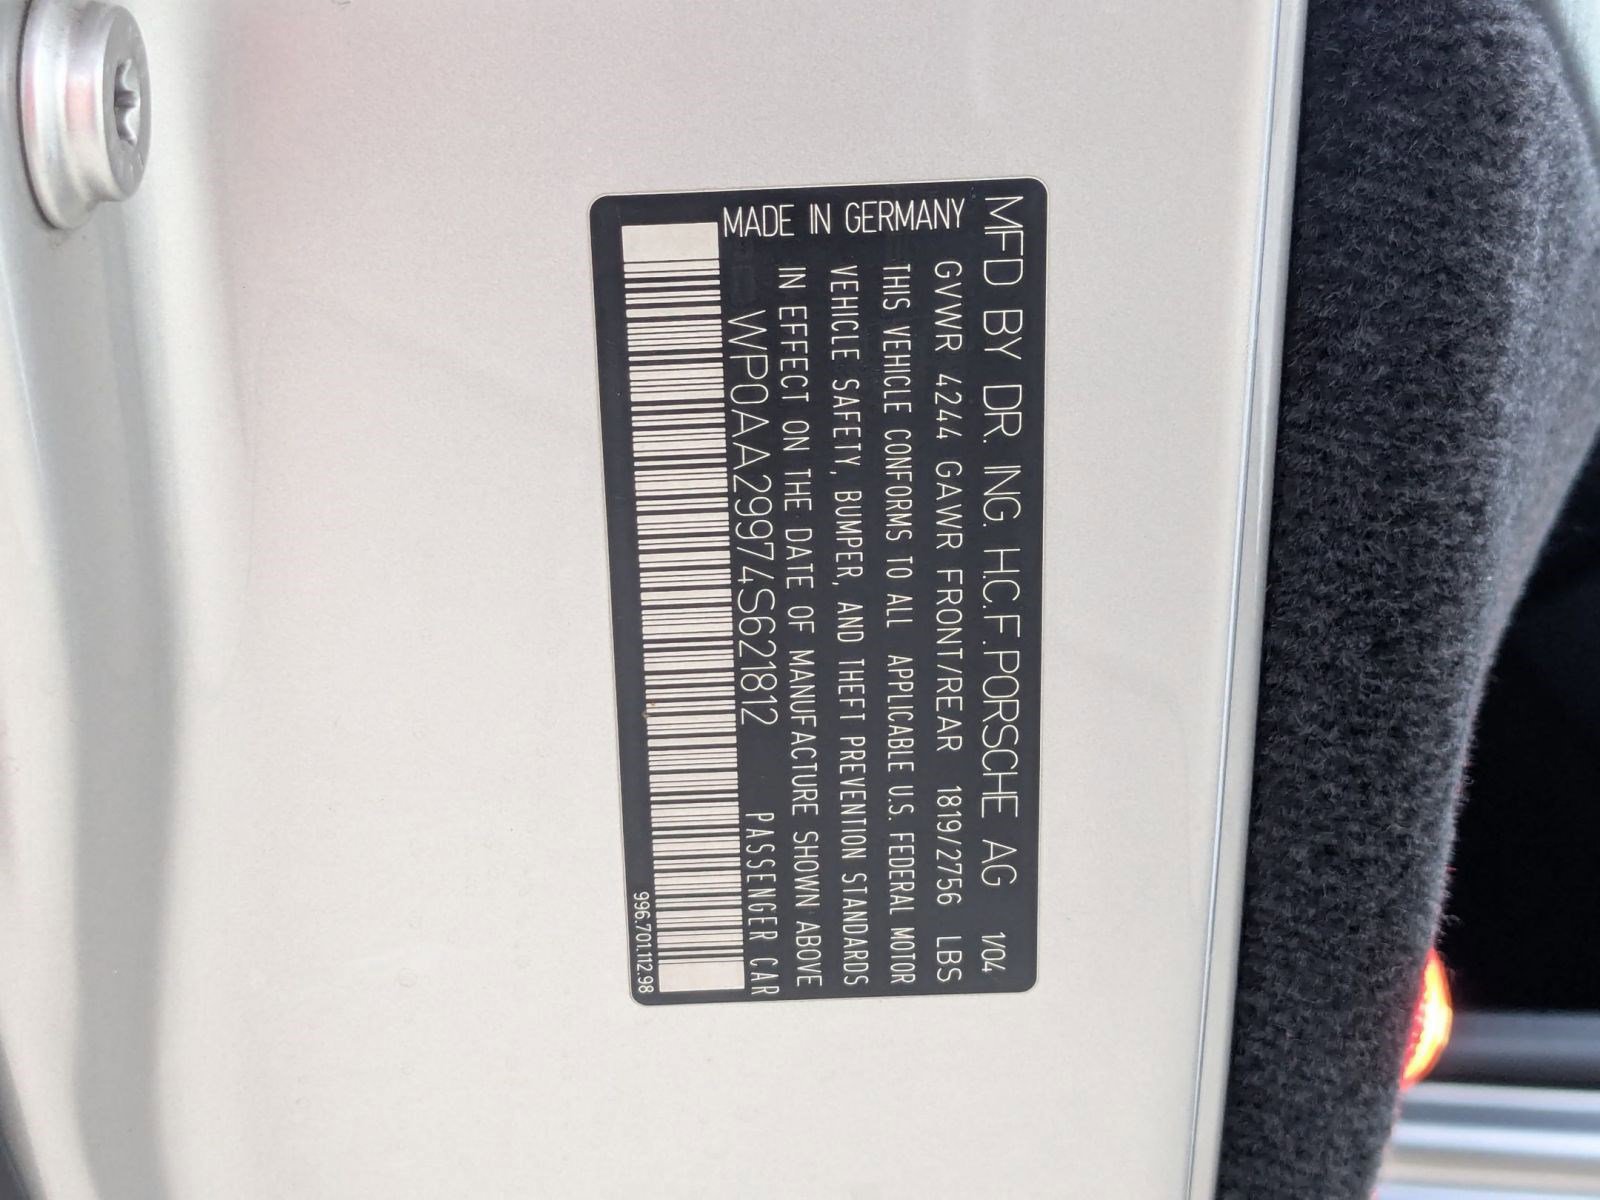 MFD BY DR. ING. H.C.F.PORSCHE AG 1/04
GVWR 4244 GAWR FRONT/REAR 1819/2756 LBS
THIS VEHICLE CONFORMS TO ALL APPLICABLE U.S. FEDERAL MOTOR
VEHICLE SAFETY, BUMPER, AND THEFT PREVENTION STANDARDS
IN EFFECT ON THE DATE OF MANUFACTURE SHOWN ABOVE
MADE IN GERMANY
WP0AA29974S621812 PASSENGER CAR
996.701.112.98